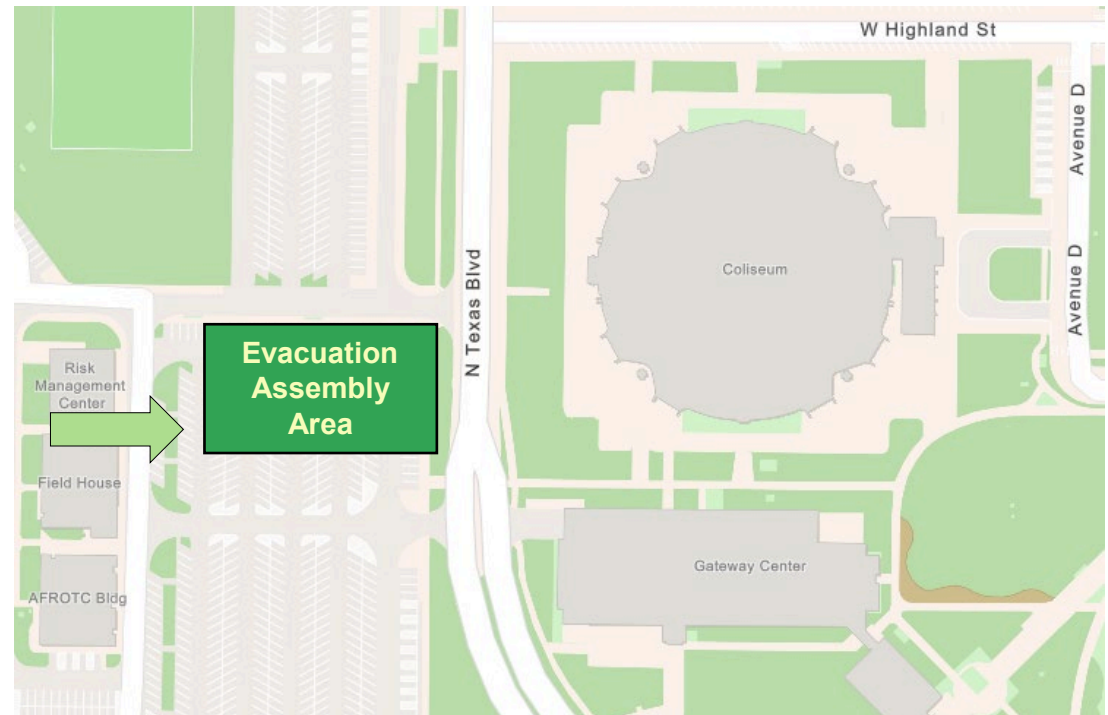 W Highland St
Avenue D
N Texas Blvd
Coliseum
Avenue D
Evacuation
Assembly
Area
Risk
Management
Center
Field House
Gateway Center
AFROTC Bldg